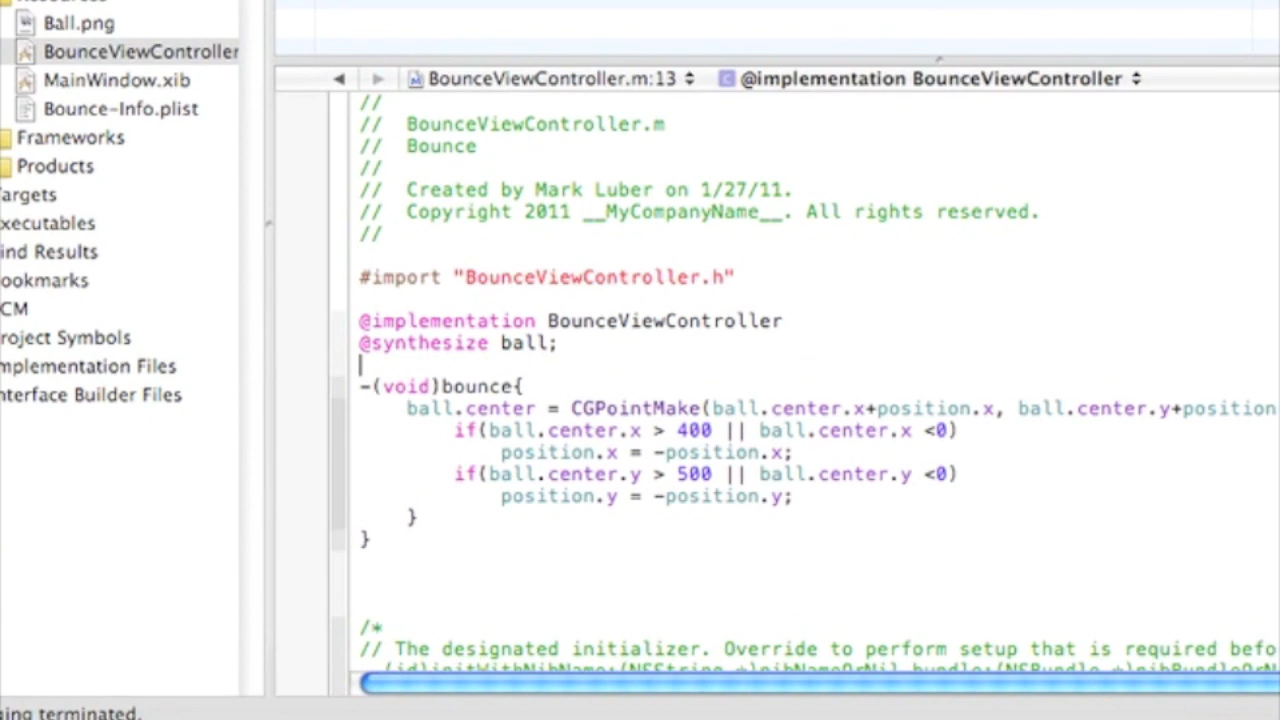 Ball.png
BounceViewController
MainWindow.xib
Bounce-Info.plist
Frameworks
Products
argets
xecutables
ind Results
ookmarks
CM
roject Symbols
mplementation Files
nterface Builder Files
BounceViewController.m:13
@implementation BounceViewController
//
// BounceViewController.m
// Bounce
//
// Created by Mark Luber on 1/27/11.
// Copyright 2011 __MyCompanyName__. All rights reserved.
//
#import "BounceViewController.h"
@implementation BounceViewController
@synthesize ball;
-(void)bounce{
ball.center = CGPointMake(ball.center.x+position.x, ball.center.y+position
if(ball.center.x > 400 || ball.center.x <0)
position.x = -position.x;
if(ball.center.y > 500 || ball.center.y <0)
position.y = -position.y;
}
}
/*
// The designated initializer. Override to perform setup that is required befo
(id)initWithNibName:(NSString *)nibNameOrNil bundle:(NSBundle *)nibBundleOrN
ing terminated.